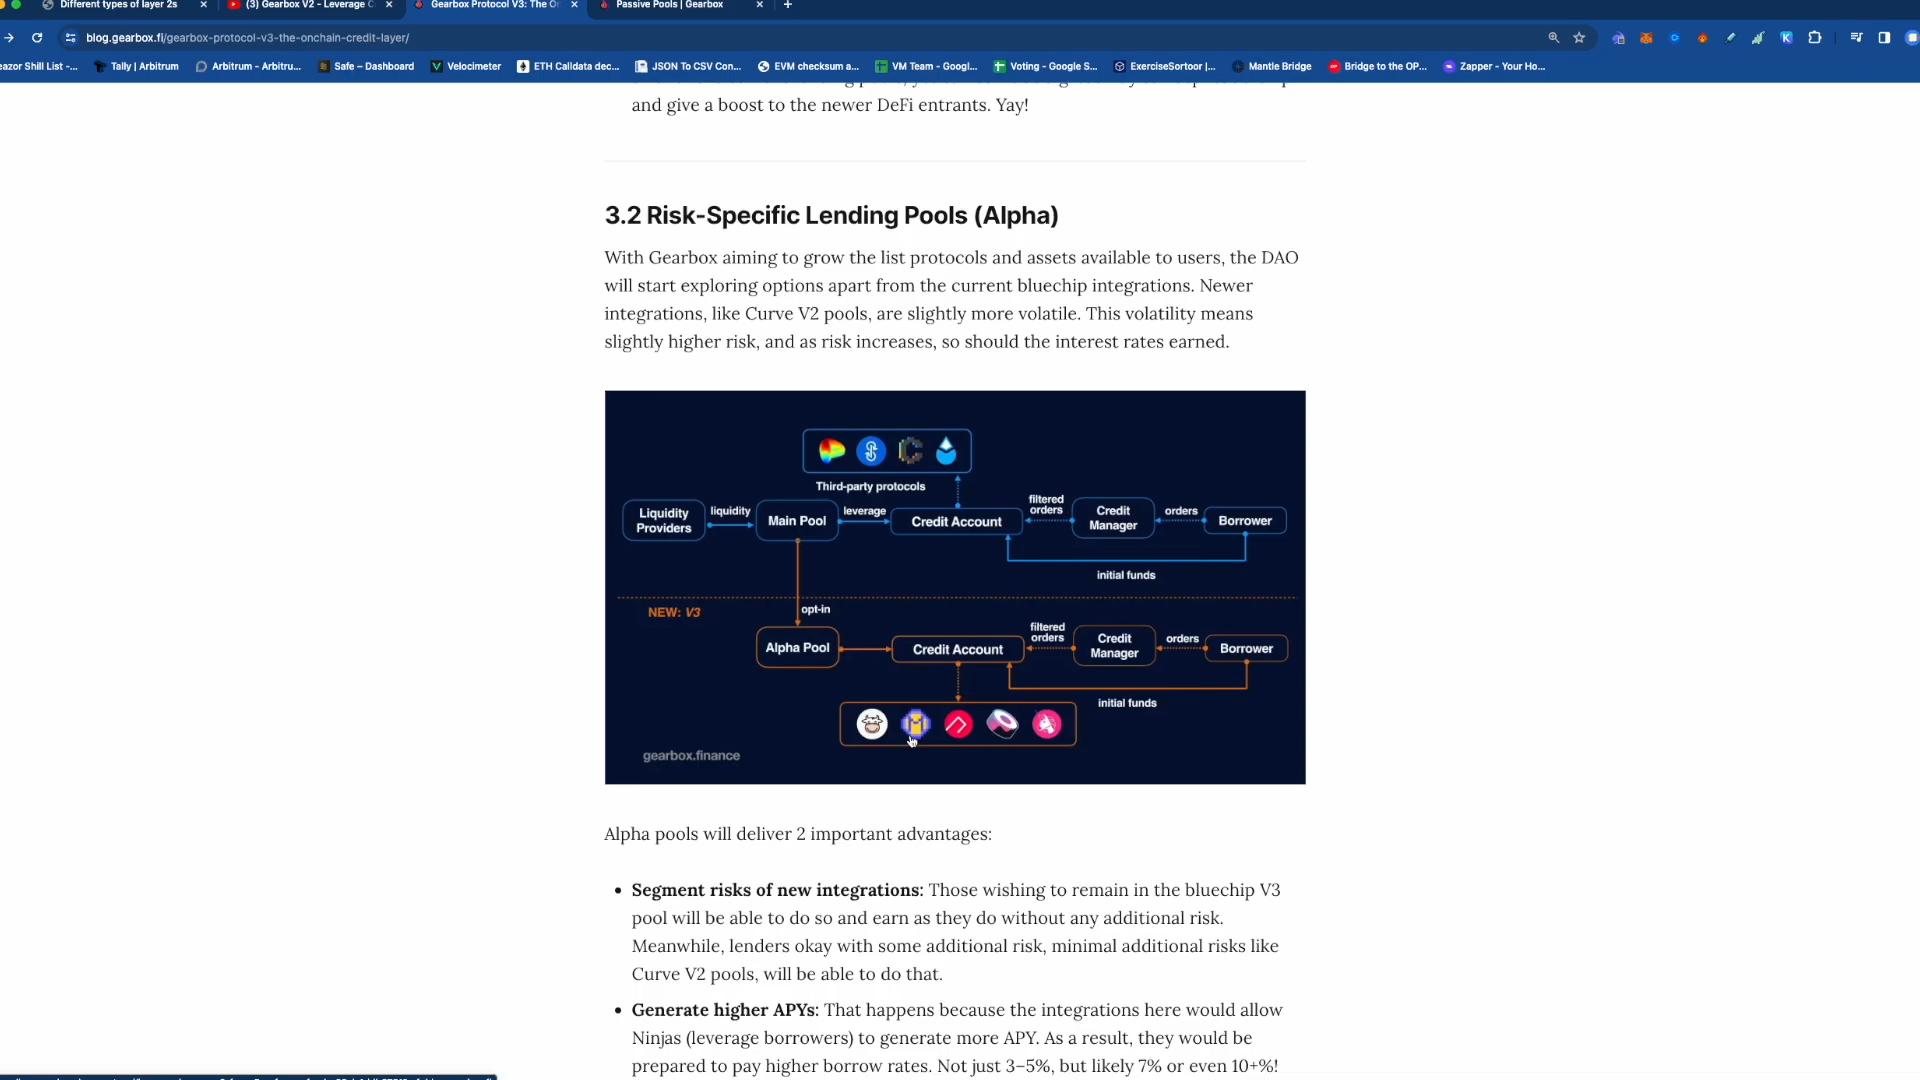 Different types of layer 2s
(3) Gearbox V2 - Leverage C
Gearbox Protocol V3: The O
Passive Pools | Gearbox
blog.gearbox.fi/gearbox-protocol-v3-the-onchain-credit-layer/
eazor Shill List -...
Tally | Arbitrum
Arbitrum - Arbitru...
Safe – Dashboard
Velocimeter
ETH Calldata dec...
JSON To CSV Con...
EVM checksum a...
VM Team - Googl...
Voting - Google S...
ExerciseSortoor |...
Mantle Bridge
Bridge to the OP...
Zapper - Your Ho...
and give a boost to the newer DeFi entrants. Yay!
3.2 Risk-Specific Lending Pools (Alpha)
With Gearbox aiming to grow the list protocols and assets available to users, the DAO
will start exploring options apart from the current bluechip integrations. Newer
integrations, like Curve V2 pools, are slightly more volatile. This volatility means
slightly higher risk, and as risk increases, so should the interest rates earned.
Third-party protocols
Liquidity
Providers
liquidity
Main Pool
leverage
Credit Account
filtered
orders
Credit
Manager
orders
Borrower
initial funds
NEW: V3
opt-in
Alpha Pool
Credit Account
filtered
orders
Credit
Manager
orders
Borrower
initial funds
gearbox.finance
Alpha pools will deliver 2 important advantages:
• Segment risks of new integrations: Those wishing to remain in the bluechip V3
pool will be able to do so and earn as they do without any additional risk.
Meanwhile, lenders okay with some additional risk, minimal additional risks like
Curve V2 pools, will be able to do that.
• Generate higher APYs: That happens because the integrations here would allow
Ninjas (leverage borrowers) to generate more APY. As a result, they would be
prepared to pay higher borrow rates. Not just 3–5%, but likely 7% or even 10+%!